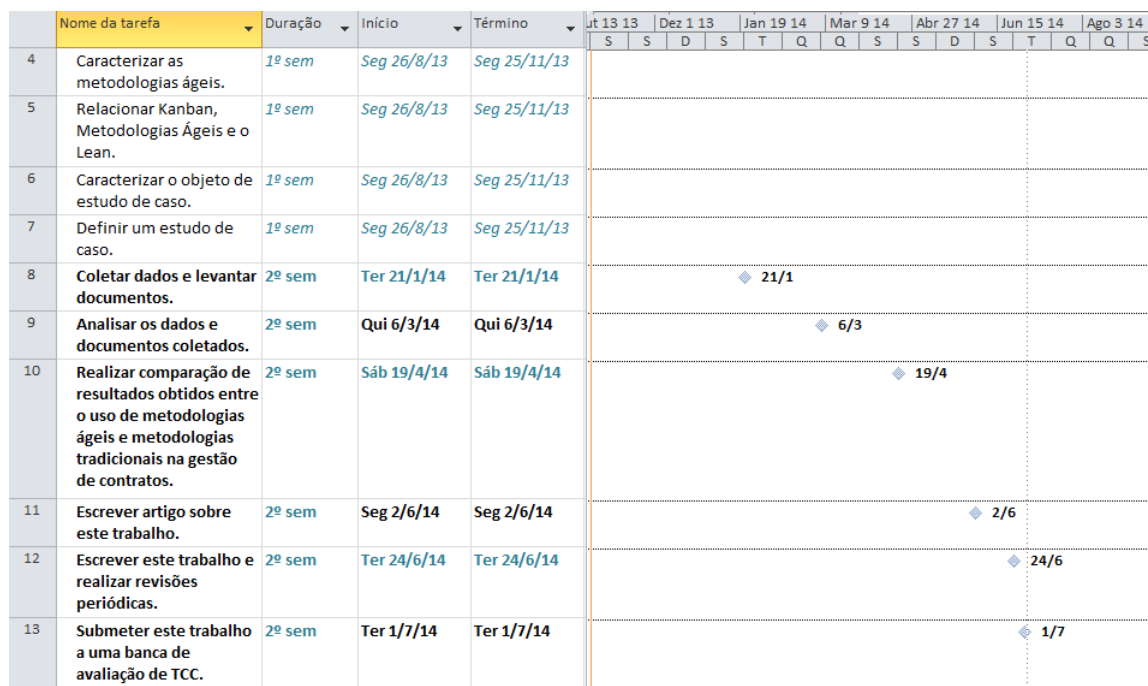 Nome da tarefa Duração Início Término ut 13 13 Dez 1 13 Jan 19 14 Mar 9 14 Abr 27 14 Jun 15 14 Ago 3 14
S S D S T Q Q S S D S T Q Q S
4 Caracterizar as 1º sem Seg 26/8/13 Seg 25/11/13
metodologias ágeis.
5 Relacionar Kanban, 1º sem Seg 26/8/13 Seg 25/11/13
Metodologias Ágeis e o
Lean.
6 Caracterizar o objeto de 1º sem Seg 26/8/13 Seg 25/11/13
estudo de caso.
7 Definir um estudo de 1º sem Seg 26/8/13 Seg 25/11/13
caso.
8 Coletar dados e levantar 2º sem Ter 21/1/14 Ter 21/1/14 21/1
documentos.
9 Analisar os dados e 2º sem Qui 6/3/14 Qui 6/3/14 6/3
documentos coletados.
10 Realizar comparação de 2º sem Sáb 19/4/14 Sáb 19/4/14 19/4
resultados obtidos entre
o uso de metodologias
ágeis e metodologias
tradicionais na gestão
de contratos.
11 Escrever artigo sobre 2º sem Seg 2/6/14 Seg 2/6/14 2/6
este trabalho.
12 Escrever este trabalho e 2º sem Ter 24/6/14 Ter 24/6/14 24/6
realizar revisões
periódicas.
13 Submeter este trabalho 2º sem Ter 1/7/14 Ter 1/7/14 1/7
a uma banca de
avaliação de TCC.